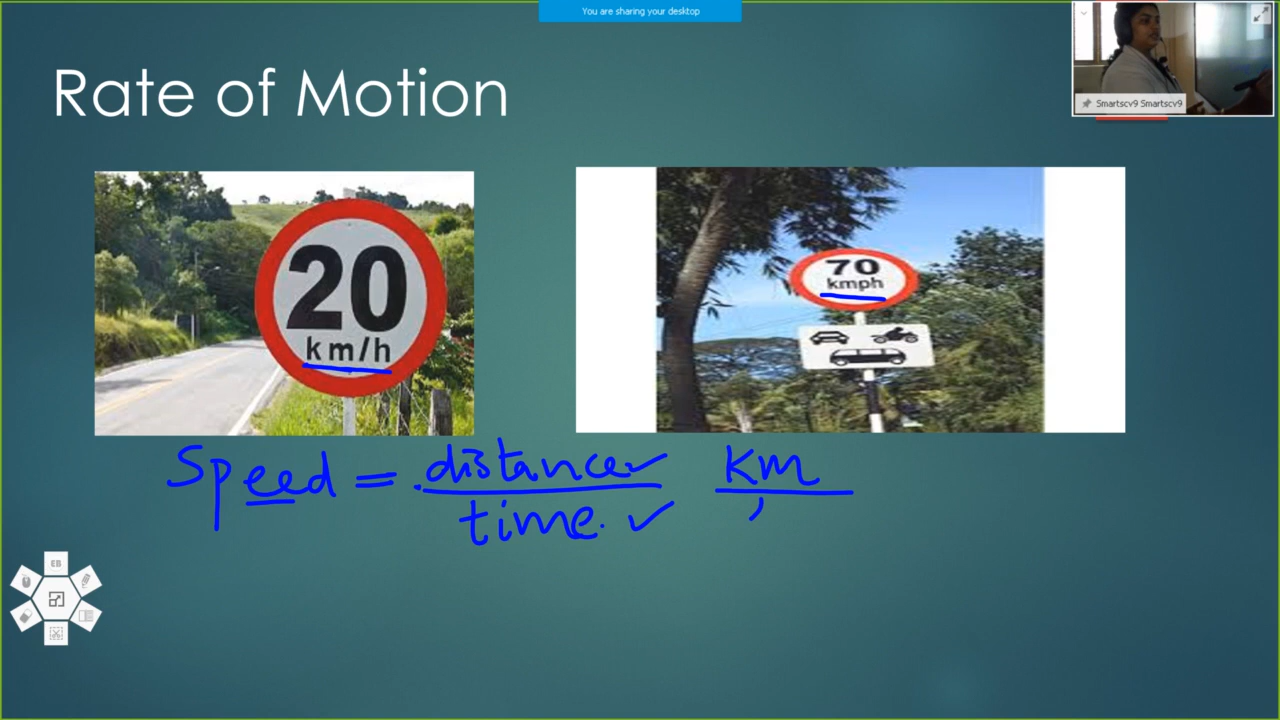 You are sharing your desktop
Smartscv9 Smartscv9
Rate of Motion
20
km/h
70
kmph
Speed = distance km
time.
EB